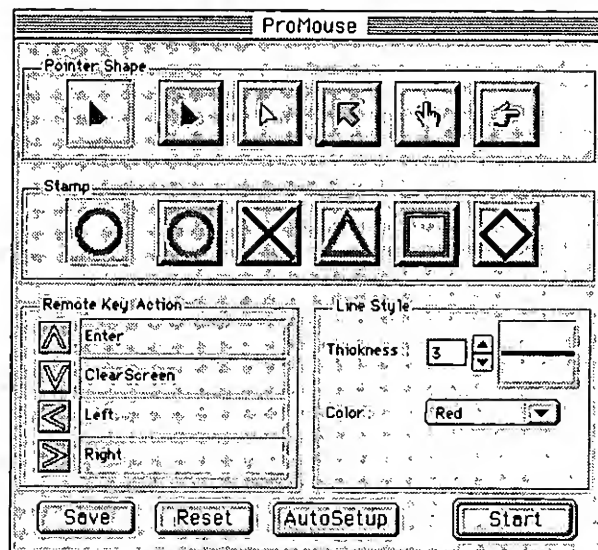 ProMouse
Pointer Shape
Stamp
Remote Key Action
Enter
ClearScreen
Left
Right
Line Style
Thickness :
3
Color :
Red
Save
Reset
AutoSetup
Start